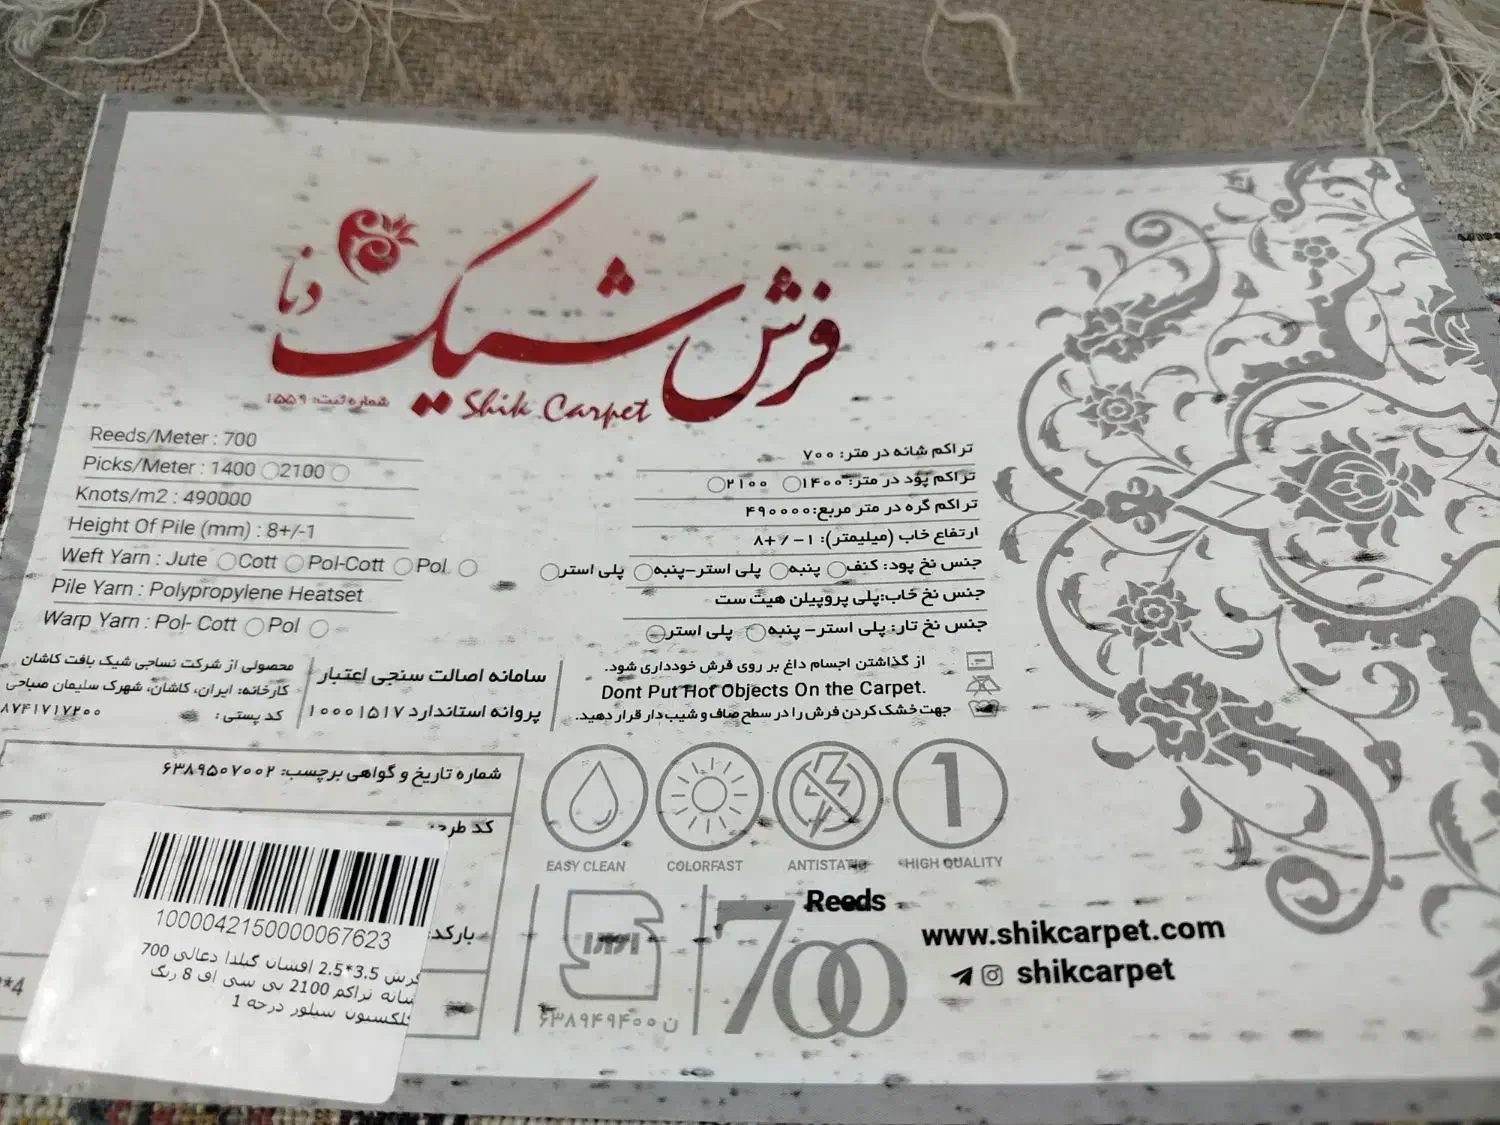 فرش شیک
دنا
شماره ثبت: ۱۵۵۹
Shik Carpet
Reeds/Meter : 700
Picks/Meter : 1400 2100
Knots/m2 : 490000
Height Of Pile (mm) : 8+/-1
Weft Yarn : Jute Cott Pol-Cott Pol
Pile Yarn : Polypropylene Heatset
Warp Yarn : Pol- Cott Pol
تراکم شانه در متر: ۷۰۰
تراکم پود در متر: ۱۴۰۰ ۲۱۰۰
تراکم گره در متر مربع: ۴۹۰۰۰۰
ارتفاع خاب (میلیمتر): ۱- / +۸
جنس نخ پود: کنف پنبه پلی استر-پنبه پلی استر
جنس نخ خاب:پلی پروپیلن هیت ست
جنس نخ تار: پلی استر - پنبه پلی استر
از گذاشتن اجسام داغ بر روی فرش خودداری شود.
Dont Put Hot Objects On the Carpet.
جهت خشک کردن فرش را در سطح صاف و شیب دار قرار دهید.
سامانه اصالت سنجی اعتبار
پروانه استاندارد ۱۰۰۰۱۵۱۷
محصولی از شرکت نساجی شیک بافت کاشان
کارخانه: ایران، کاشان، شهرک سلیمان صباحی
کد پستی: ۸۷۴۱۷۱۷۲۰۰
شماره تاریخ و گواهی برچسب: ۶۳۸۹۵۰۷۰۰۲
کد طرح:
بارکد:
*4
1000042150000067623
فرش 3.5*2.5 افشان گیلدا دعالی 700
شانه تراکم 2100 بی سی اف 8 رنگ
کلکسیون سیلور درجه 1
EASY CLEAN
COLORFAST
ANTISTATIC
1
HIGH QUALITY
ن ۶۳۸۹۴۹۴۰۰
700 Reeds
www.shikcarpet.com
shikcarpet